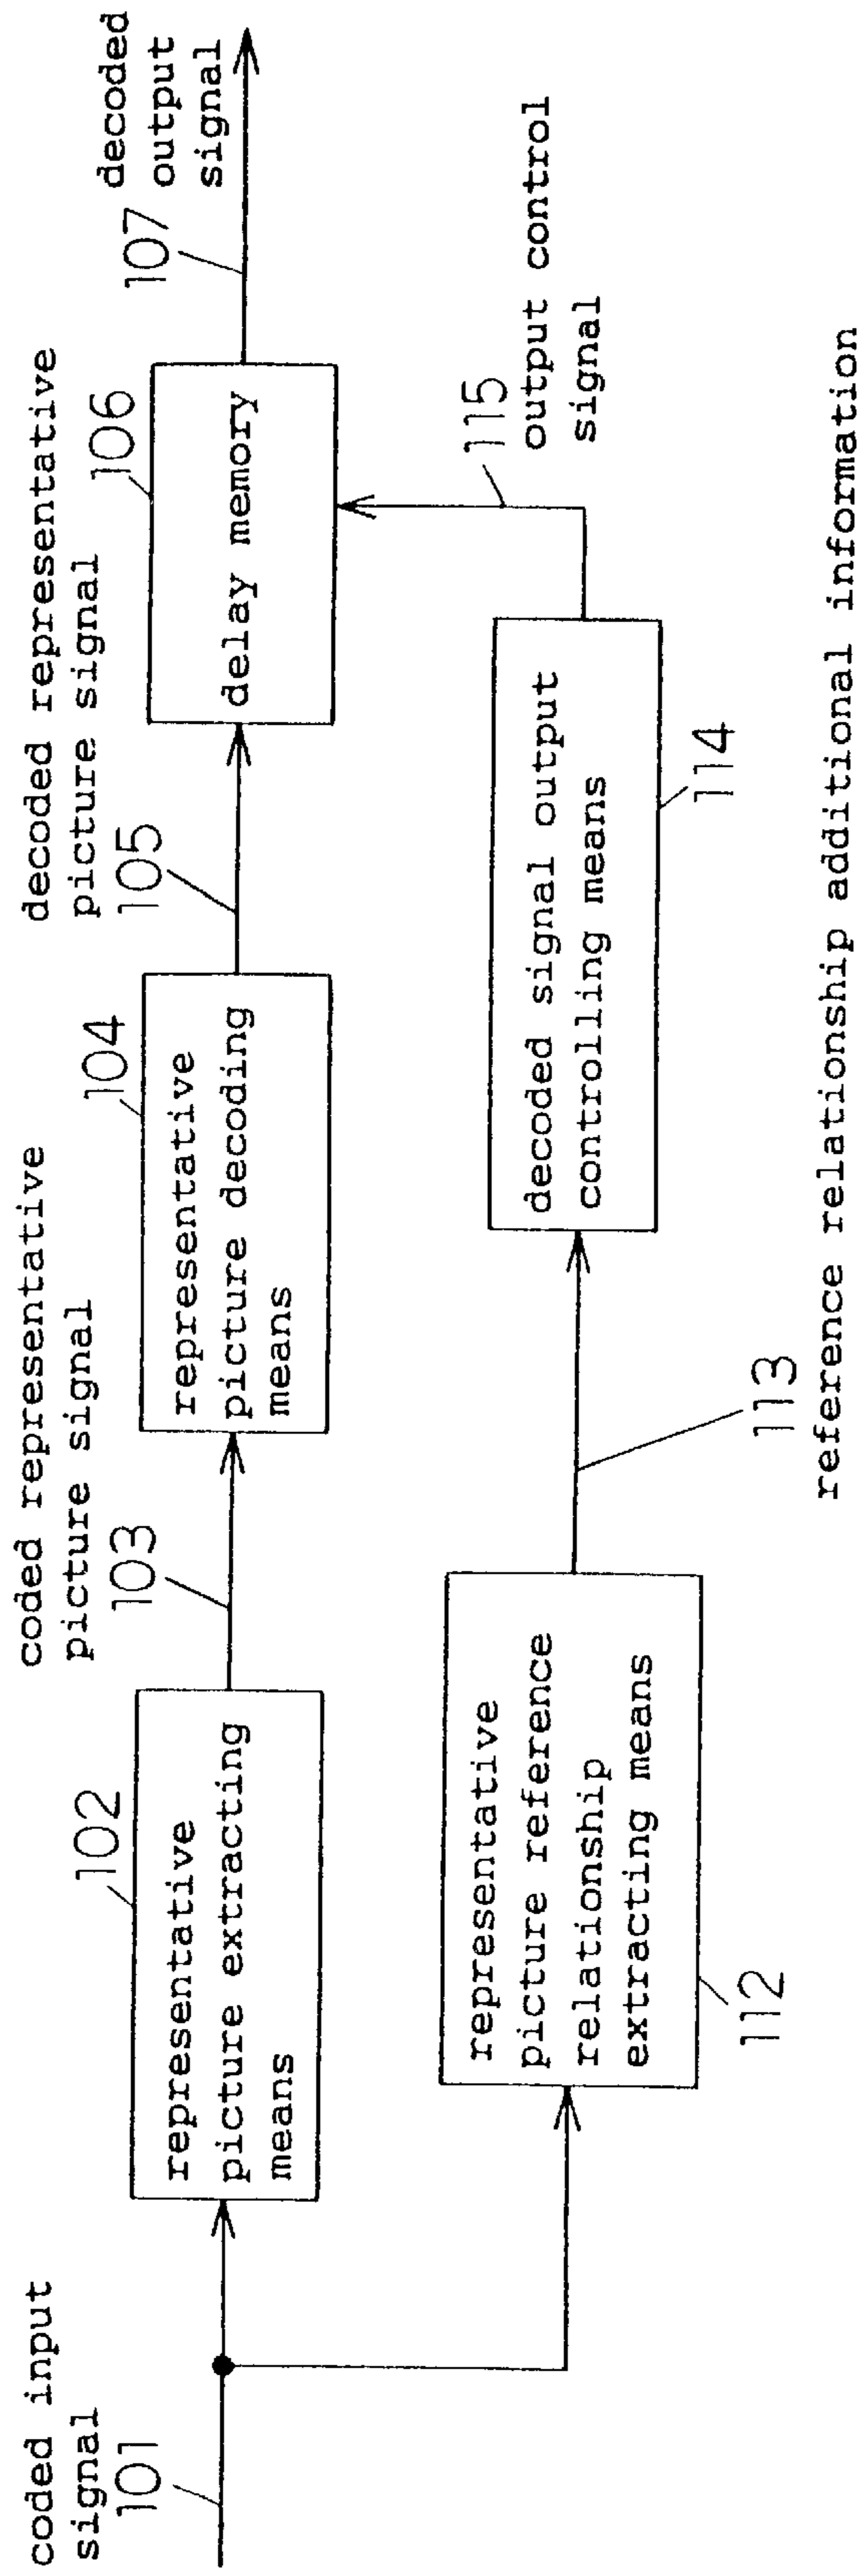 coded input
signal
101
102
representative
picture extracting
means
coded representative
picture signal
103
104
representative
picture decoding
means
decoded representative
picture signal
105
106
delay memory
107
decoded
output
signal
representative
picture reference
relationship
extracting means
112
113
reference relationship additional information
decoded signal output
controlling means
114
115
output control
signal